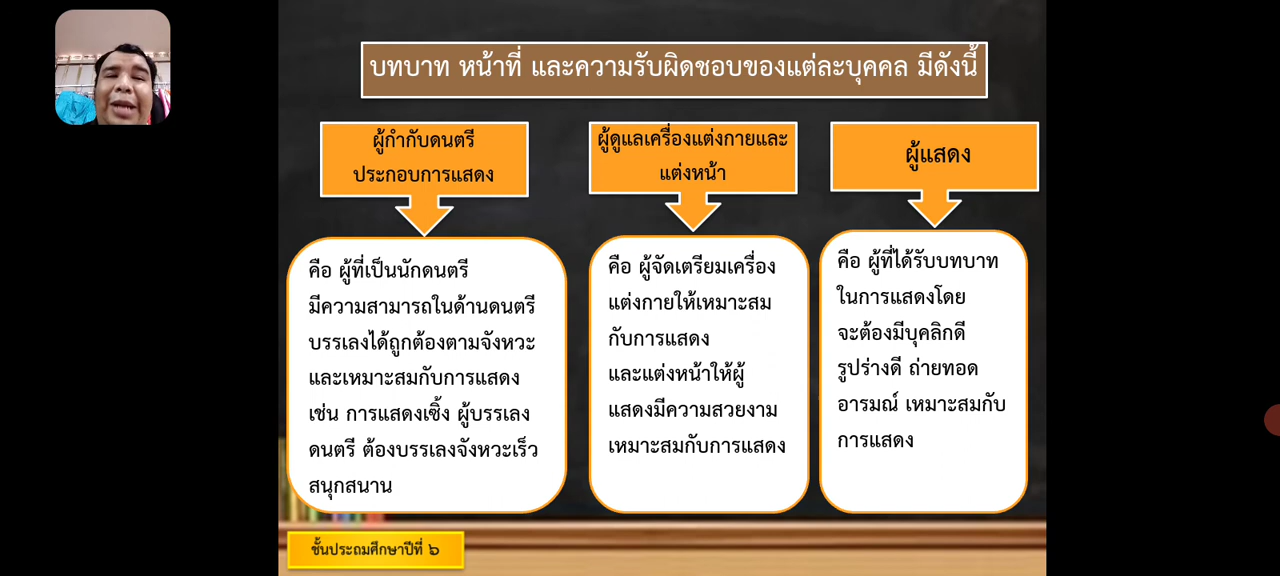 บทบาท หน้าที่ และความรับผิดชอบของแต่ละบุคคล มีดังนี้
ผู้กำกับดนตรี
ประกอบการแสดง
คือ ผู้ที่เป็นนักดนตรี
มีความสามารถในด้านดนตรี
บรรเลงได้ถูกต้องตามจังหวะ
และเหมาะสมกับการแสดง
เช่น การแสดงเซิ้ง ผู้บรรเลง
ดนตรี ต้องบรรเลงจังหวะเร็ว
สนุกสนาน
ผู้ดูแลเครื่องแต่งกายและ
แต่งหน้า
คือ ผู้จัดเตรียมเครื่อง
แต่งกายให้เหมาะสม
กับการแสดง
และแต่งหน้าให้ผู้
แสดงมีความสวยงาม
เหมาะสมกับการแสดง
ผู้แสดง
คือ ผู้ที่ได้รับบทบาท
ในการแสดงโดย
จะต้องมีบุคลิกดี
รูปร่างดี ถ่ายทอด
อารมณ์ เหมาะสมกับ
การแสดง
ชั้นประถมศึกษาปีที่ ๖